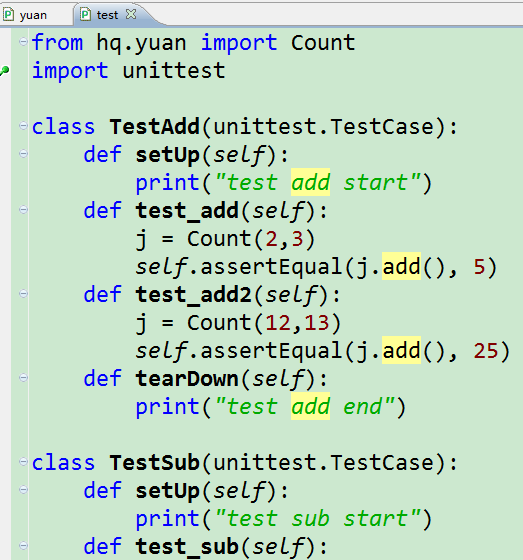 yuan test
from hq.yuan import Count
import unittest
class TestAdd(unittest.TestCase):
    def setUp(self):
        print("test add start")
    def test_add(self):
        j = Count(2,3)
        self.assertEqual(j.add(), 5)
    def test_add2(self):
        j = Count(12,13)
        self.assertEqual(j.add(), 25)
    def tearDown(self):
        print("test add end")
class TestSub(unittest.TestCase):
    def setUp(self):
        print("test sub start")
    def test_sub(self):